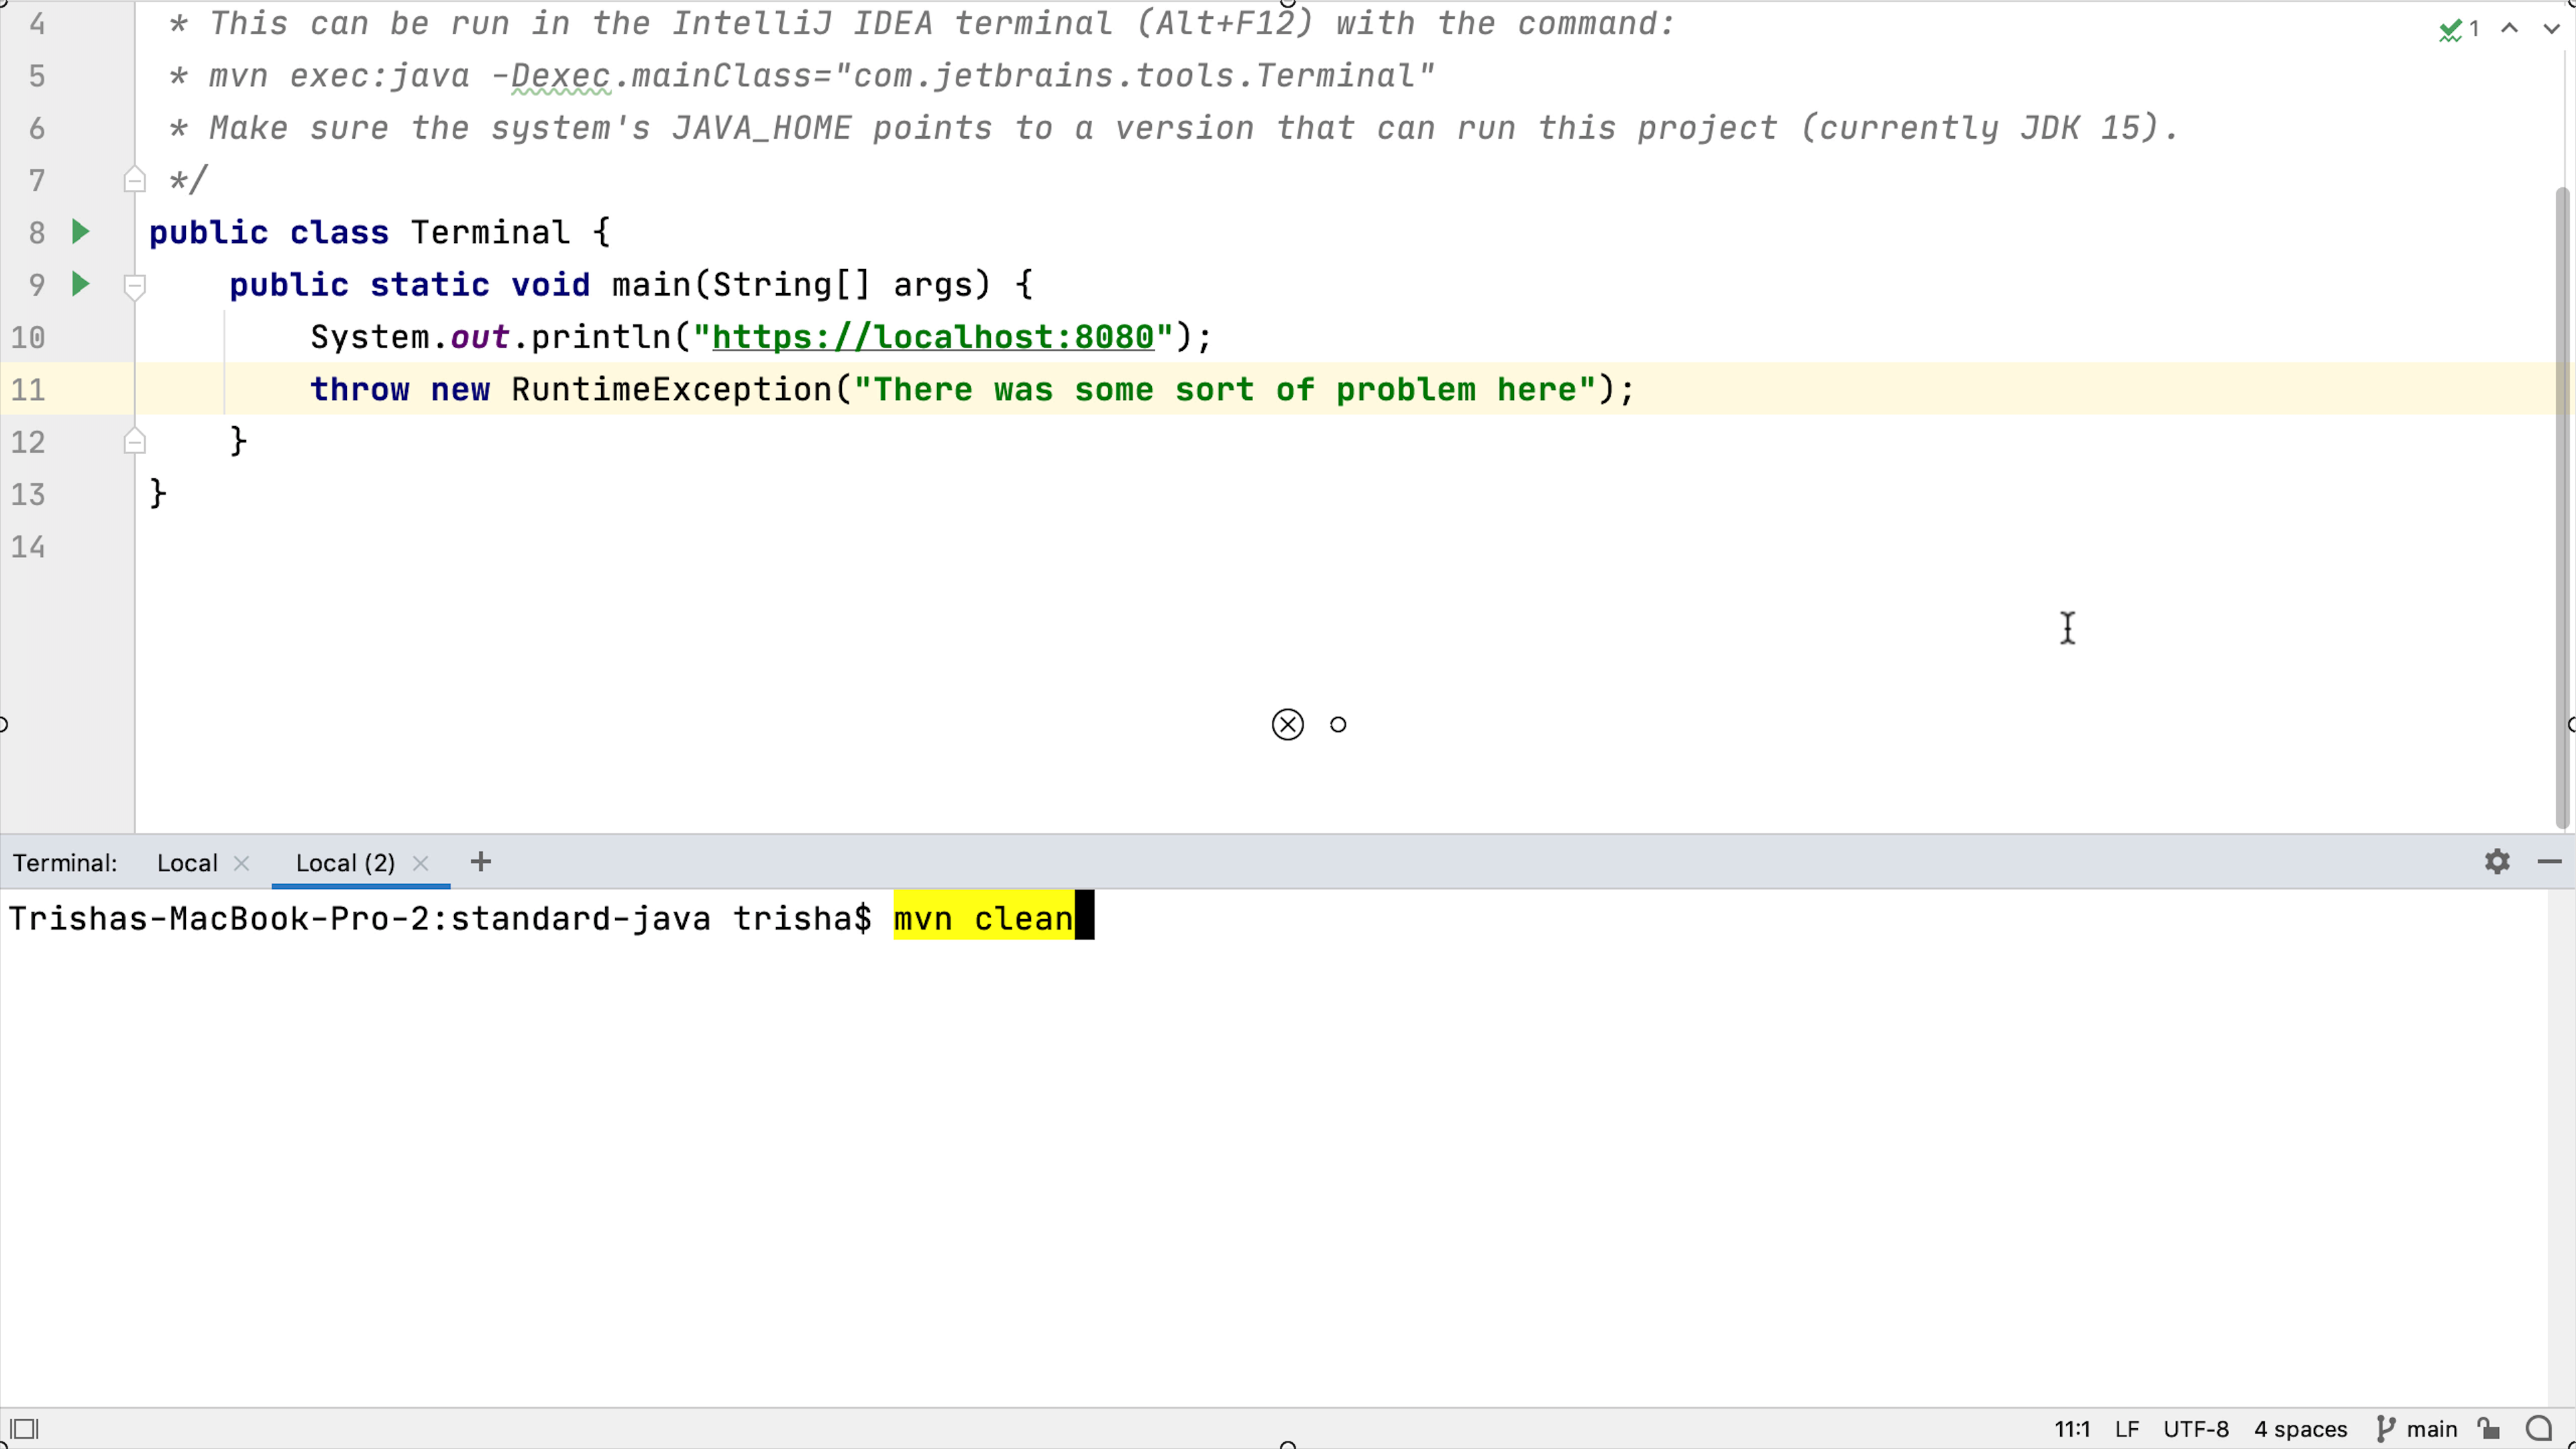 4 * This can be run in the IntelliJ IDEA terminal (Alt+F12) with the command:
1
5 * mvn exec:java -Dexec.mainClass="com.jetbrains.tools.Terminal"
6 * Make sure the system's JAVA_HOME points to a version that can run this project (currently JDK 15).
7 */
8 public class Terminal {
9 public static void main(String[] args) {
10 System.out.println("https://localhost:8080");
11 throw new RuntimeException("There was some sort of problem here");
12 }
13 }
14
Terminal: Local Local (2)
Trishas-MacBook-Pro-2:standard-java trisha$ mvn clean
11:1 LF UTF-8 4 spaces main